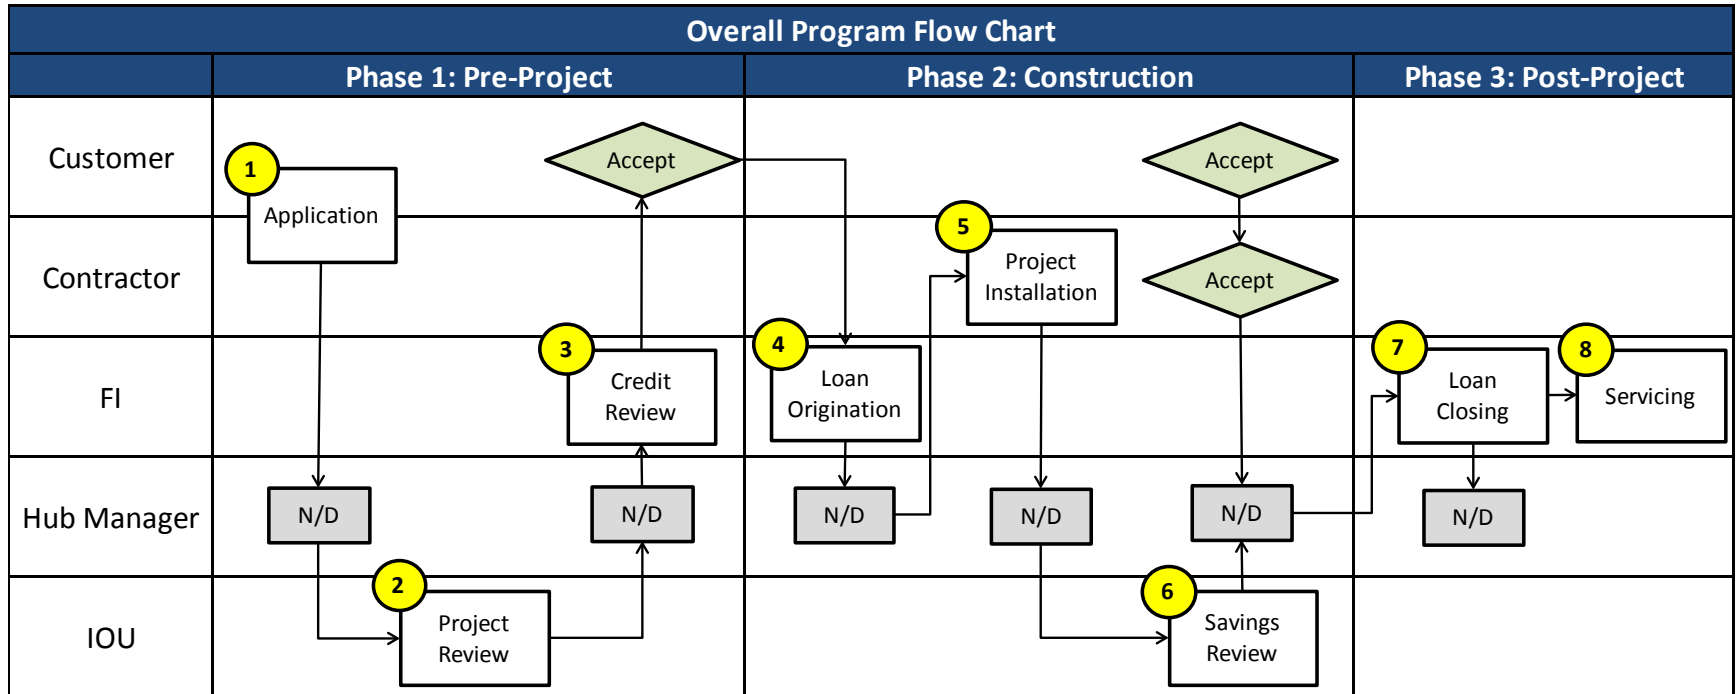 Overall Program Flow Chart
Phase 1: Pre-Project
Phase 2: Construction
Phase 3: Post-Project
Customer
1
Application
Accept
Accept
Contractor
5
Project
Installation
Accept
FI
3
Credit
Review
4
Loan
Origination
7
Loan
Closing
8
Servicing
Hub Manager
N/D
N/D
N/D
N/D
N/D
N/D
IOU
2
Project
Review
6
Savings
Review